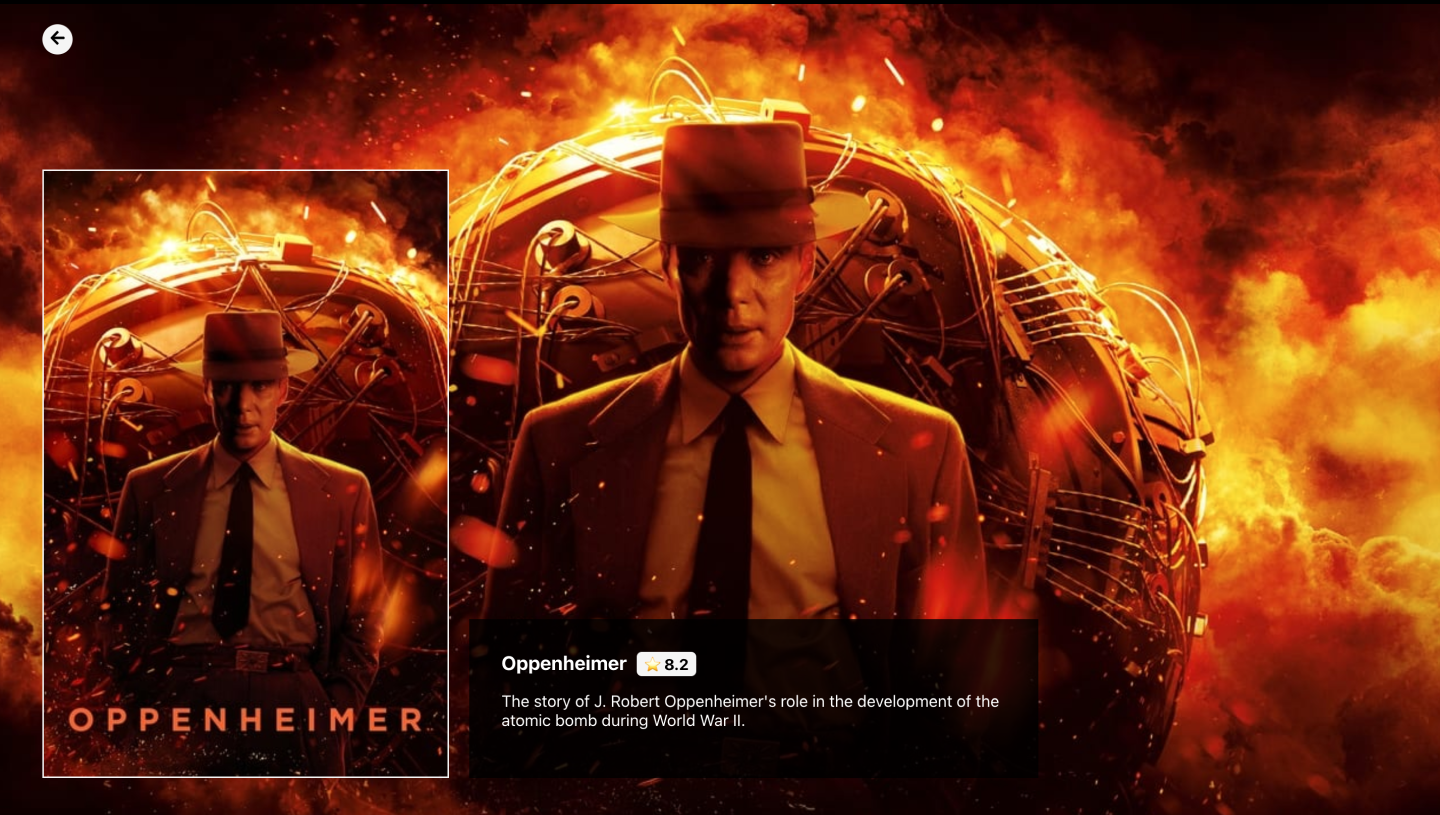 OPPENHEIMER
Oppenheimer ⭐ 8.2
The story of J. Robert Oppenheimer's role in the development of the
atomic bomb during World War II.